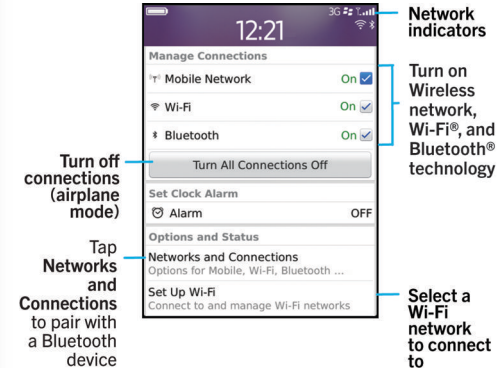 3G
12:21
Manage Connections
Mobile Network On
Wi-Fi On
Bluetooth On
Turn All Connections Off
Set Clock Alarm
Alarm OFF
Options and Status
Networks and Connections
Options for Mobile, Wi-Fi, Bluetooth ...
Set Up Wi-Fi
Connect to and manage Wi-Fi networks
Network
indicators
Turn on
Wireless
network,
Wi-Fi®, and
Bluetooth®
technology
Turn off
connections
(airplane
mode)
Tap
Networks
and
Connections
to pair with
a Bluetooth
device
Select a
Wi-Fi
network
to connect
to